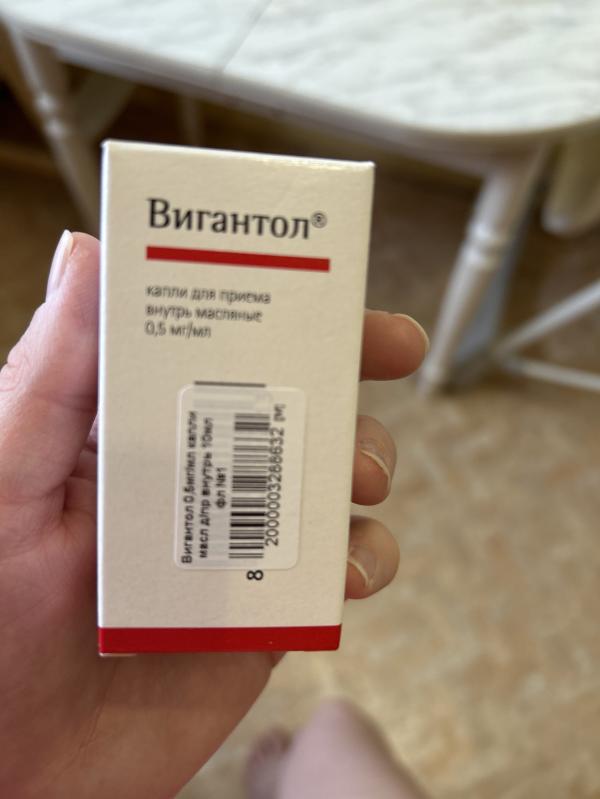 Вигантол®
капли для приема
внутрь масляные
0,5 мг/мл
Вигантол 0,5мг/мл капли
масл д/пр внутрь 10мл
фл №1
8
2000003288632 [M]